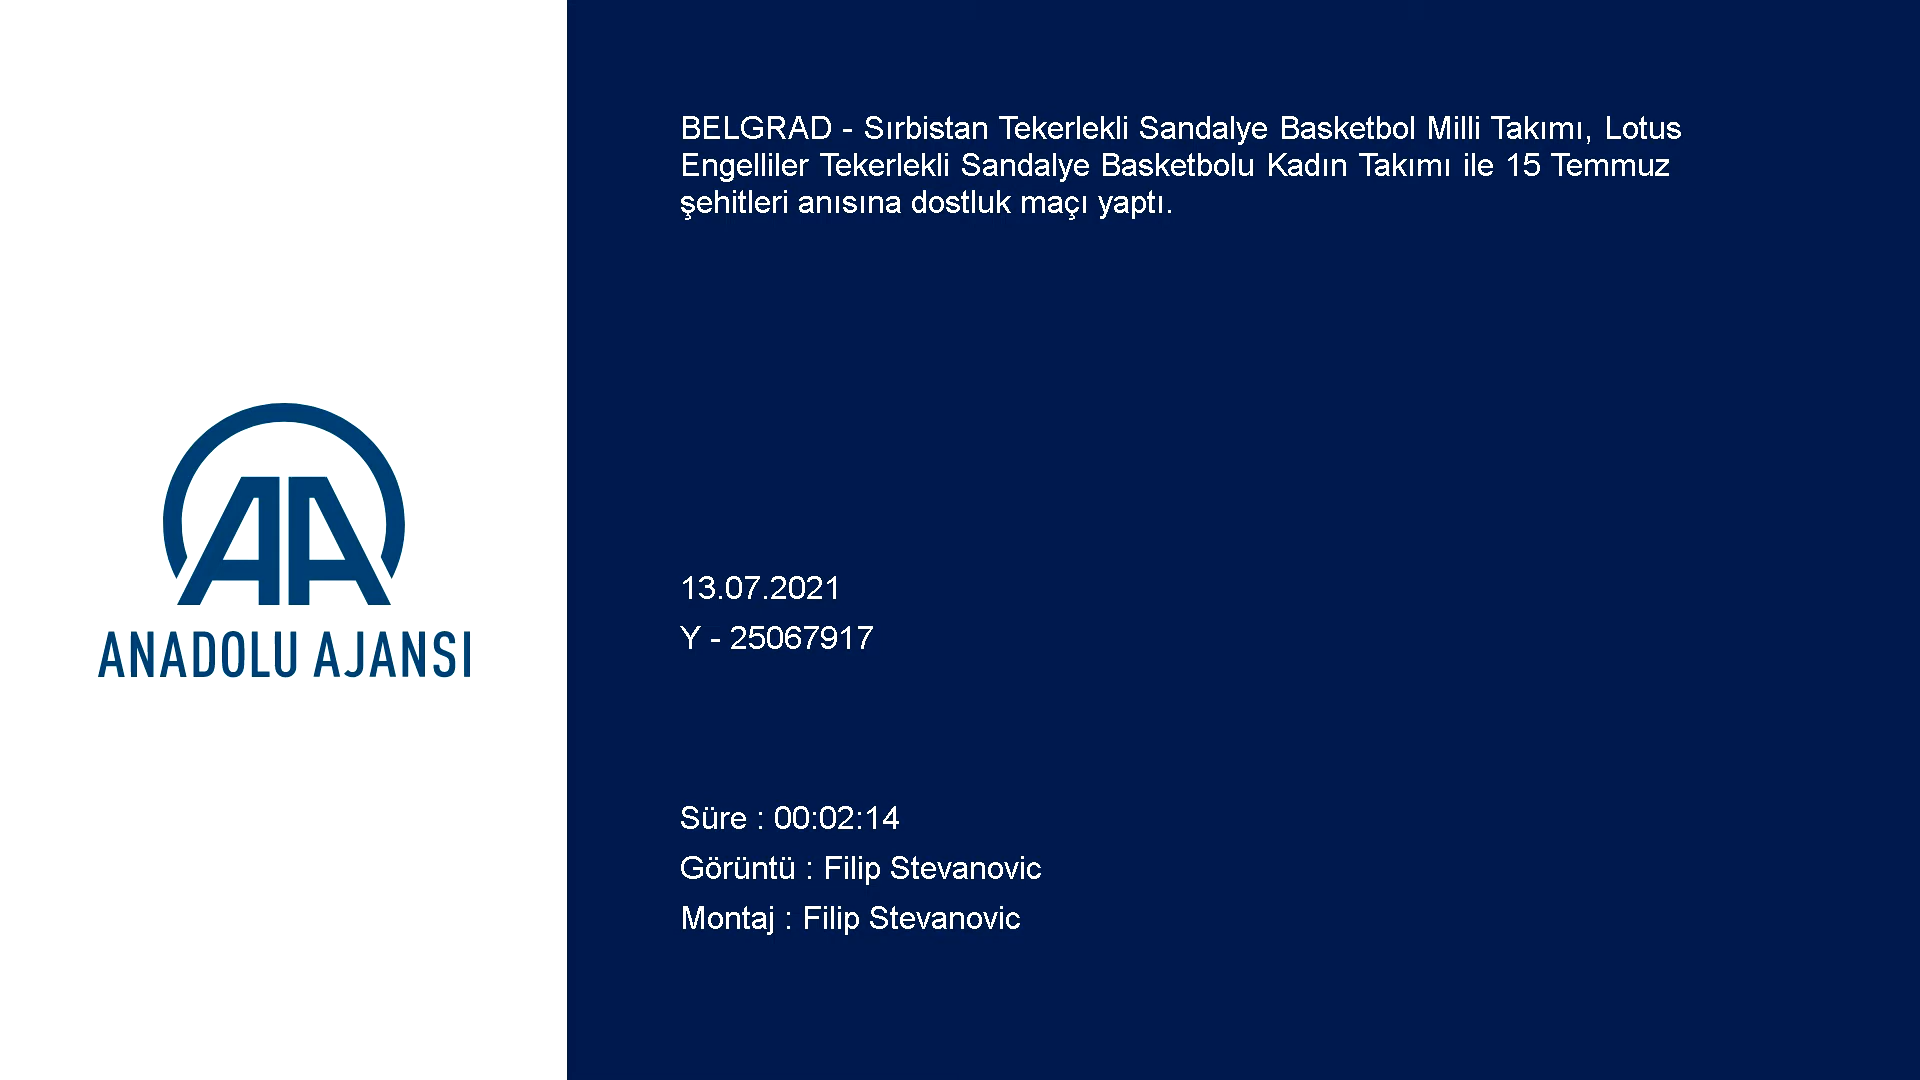 BELGRAD - Sırbistan Tekerlekli Sandalye Basketbol Milli Takımı, Lotus
Engelliler Tekerlekli Sandalye Basketbolu Kadın Takımı ile 15 Temmuz
şehitleri anısına dostluk maçı yaptı.
AA
ANADOLU AJANSI
13.07.2021
Y - 25067917
Süre : 00:02:14
Görüntü : Filip Stevanovic
Montaj : Filip Stevanovic